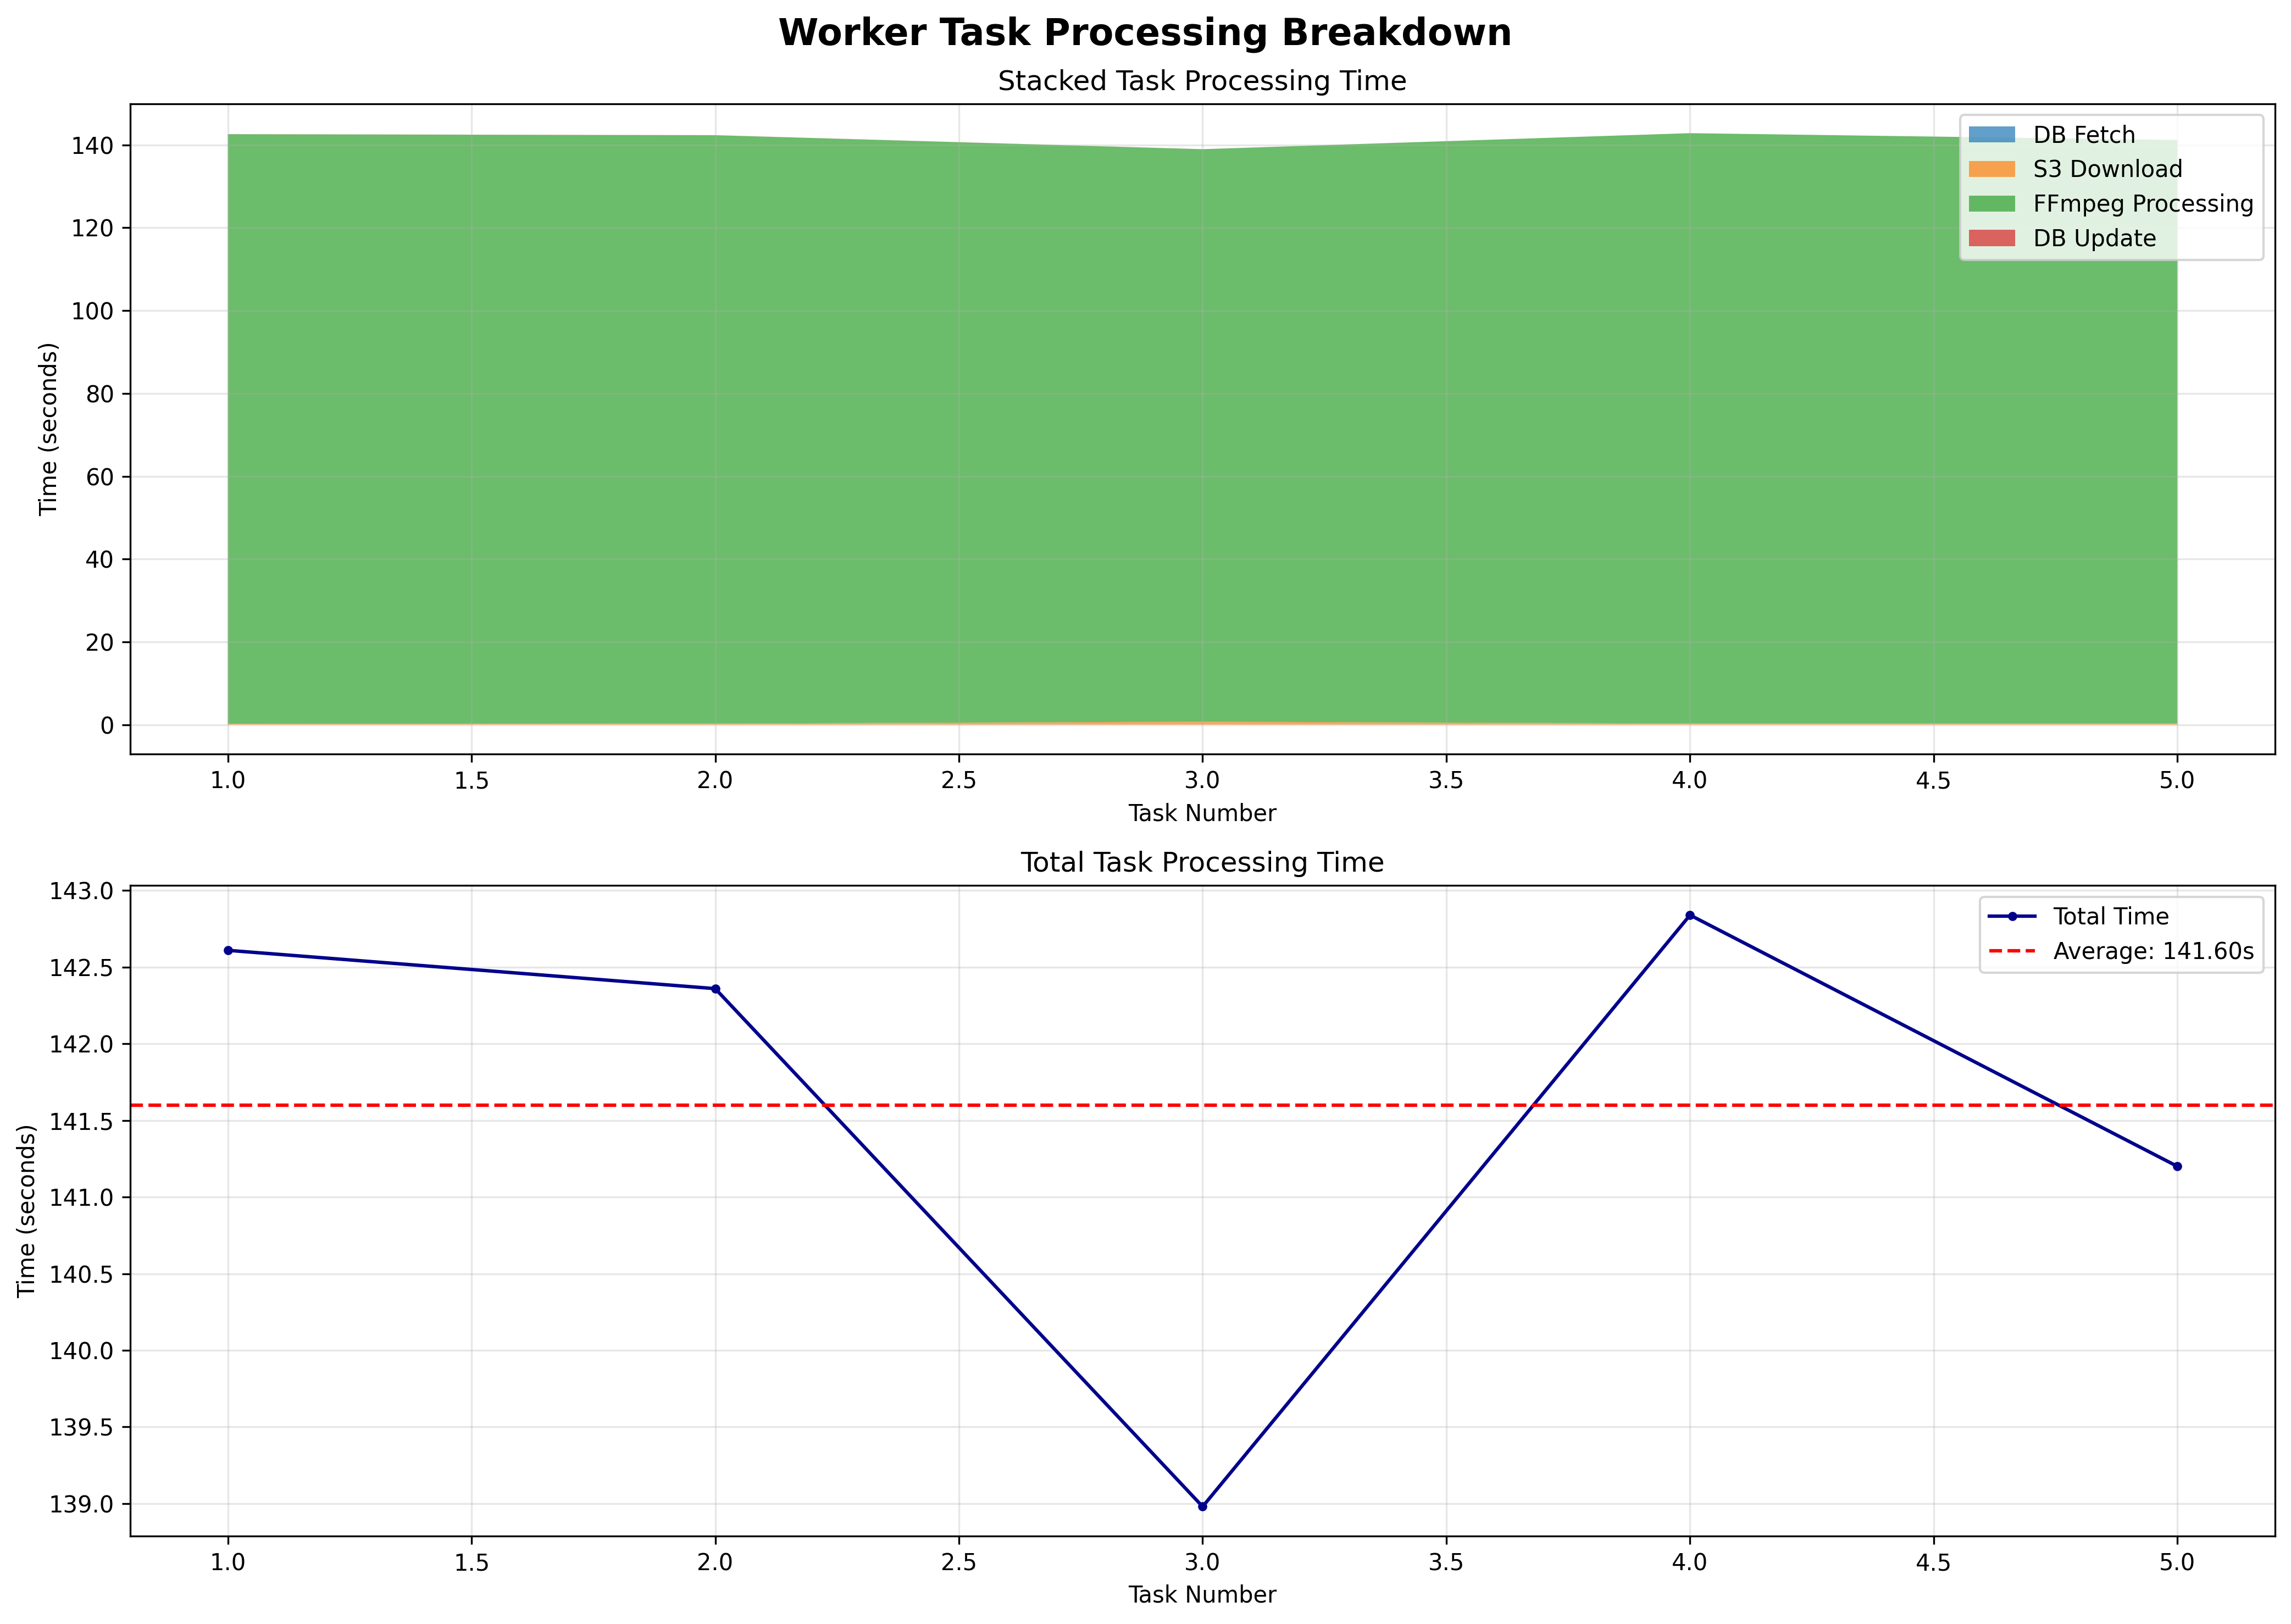 Worker Task Processing Breakdown
Stacked Task Processing Time
DB Fetch
S3 Download
FFmpeg Processing
DB Update
Time (seconds)
140
120
100
80
60
40
20
0
1.0 1.5 2.0 2.5 3.0 3.5 4.0 4.5 5.0
Task Number
Total Task Processing Time
Total Time
Average: 141.60s
Time (seconds)
143.0
142.5
142.0
141.5
141.0
140.5
140.0
139.5
139.0
1.0 1.5 2.0 2.5 3.0 3.5 4.0 4.5 5.0
Task Number